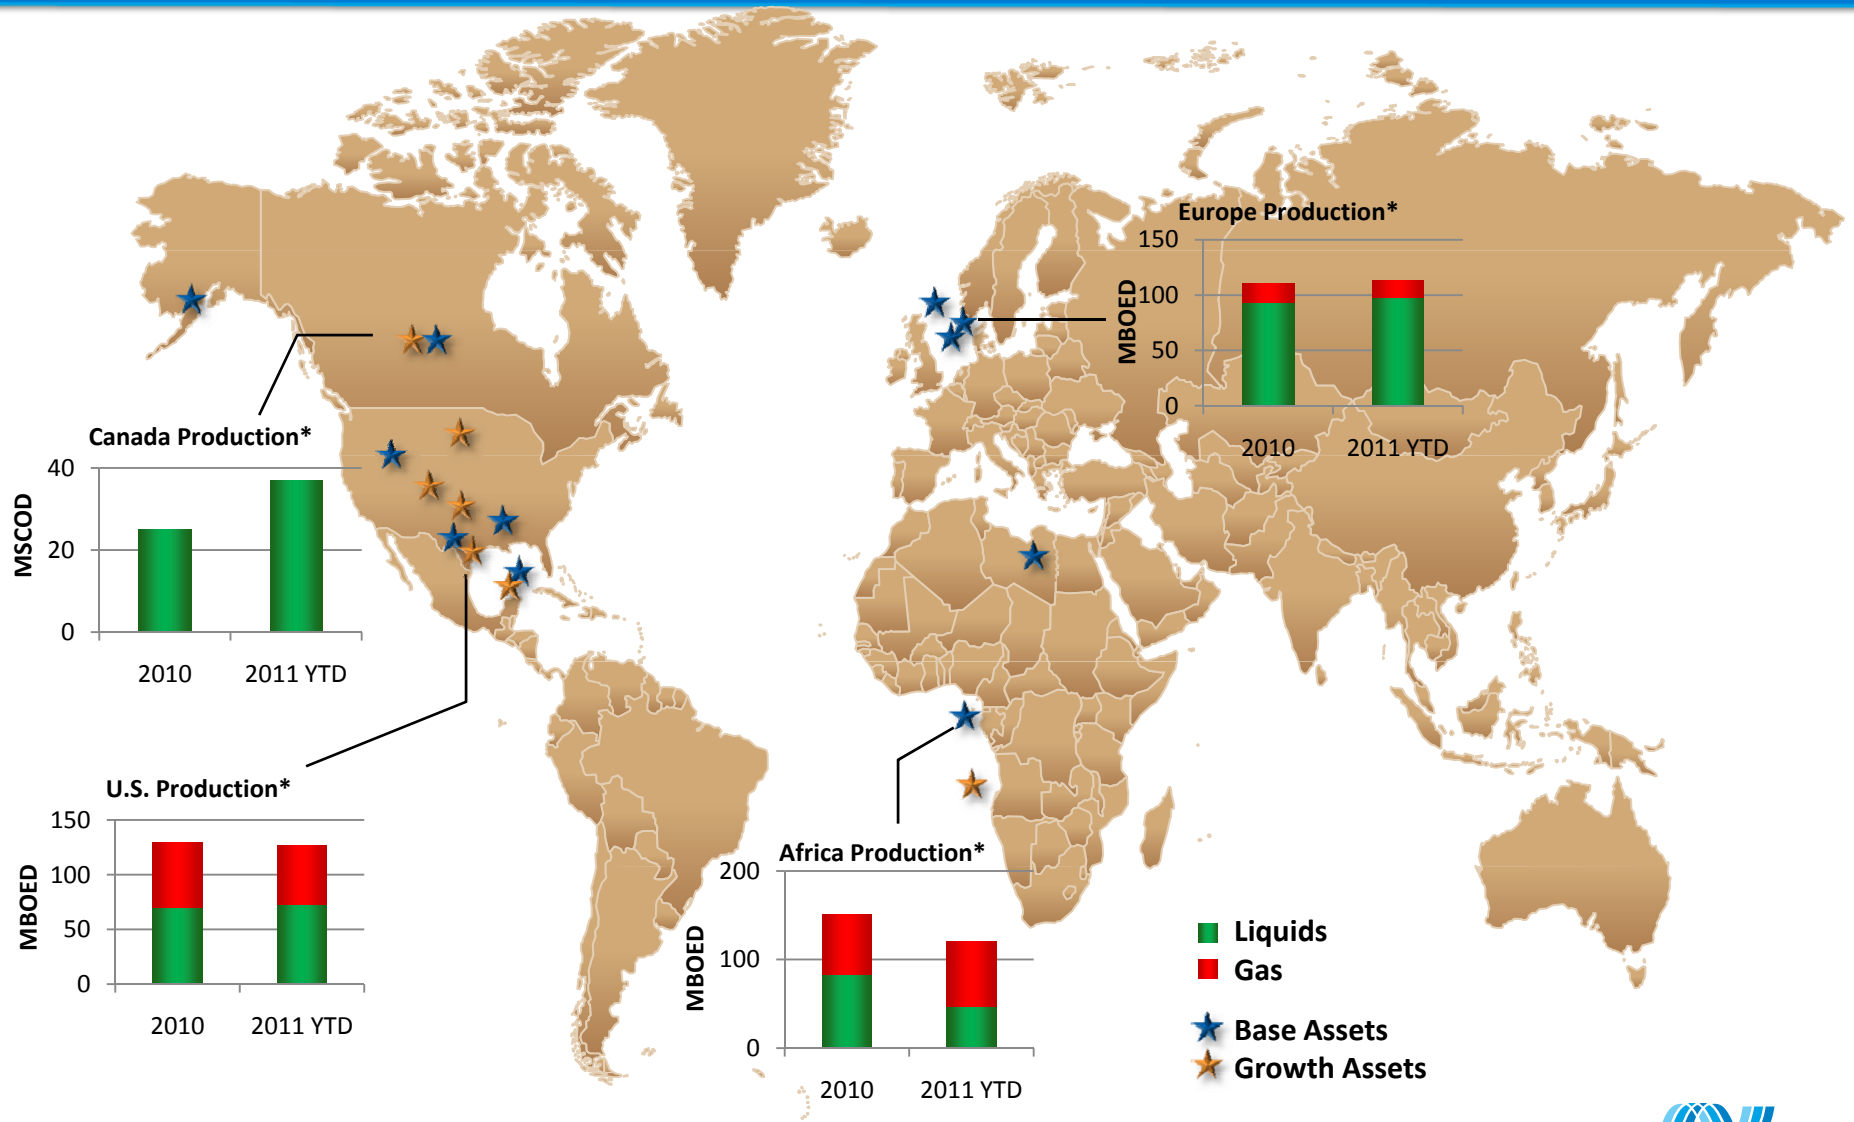 Europe Production*
150
100
50
0
MBOED
2010
2011 YTD
Canada Production*
40
20
0
MSCOD
2010
2011 YTD
U.S. Production*
150
100
50
0
MBOED
2010
2011 YTD
Africa Production*
200
100
0
MBOED
2010
2011 YTD
Liquids
Gas
Base Assets
Growth Assets